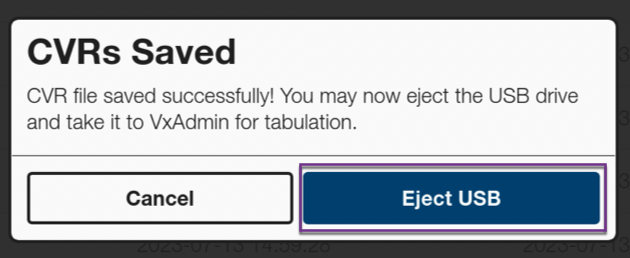 CVRs Saved
CVR file saved successfully! You may now eject the USB drive
and take it to VxAdmin for tabulation.
Cancel
Eject USB